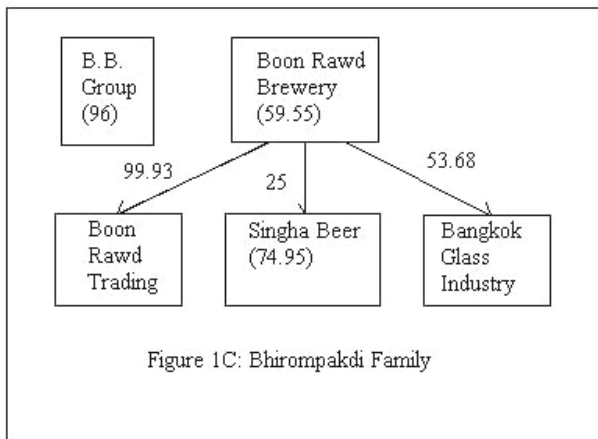 B.B.
Group
(96)
Boon Rawd
Brewery
(59.55)
99.93
25
53.68
Boon
Rawd
Trading
Singha Beer
(74.95)
Bangkok
Glass
Industry
Figure 1C: Bhirompakdi Family